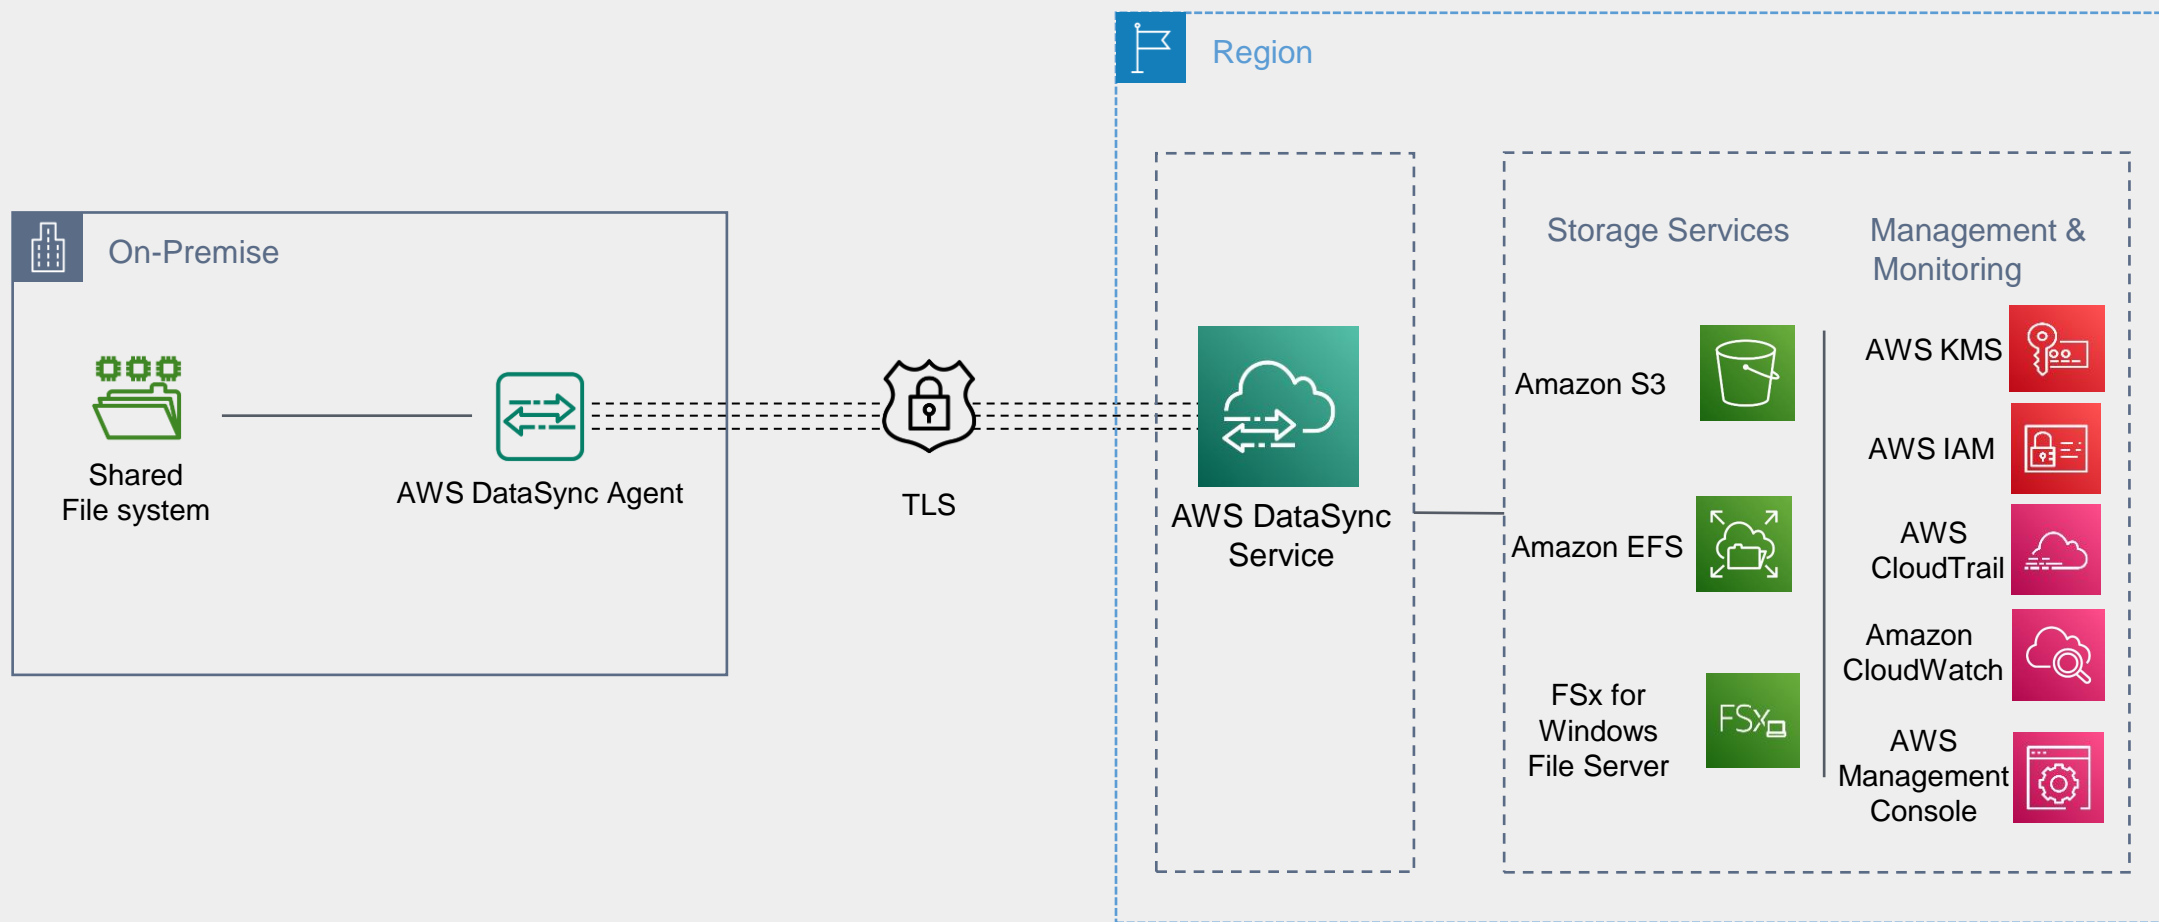 Region
On-Premise
Shared
File system
AWS DataSync Agent
TLS
AWS DataSync
Service
Storage Services
Amazon S3
Amazon EFS
FSx for
Windows
File Server
FSx
Management &
Monitoring
AWS KMS
AWS IAM
AWS
CloudTrail
Amazon
CloudWatch
AWS
Management
Console